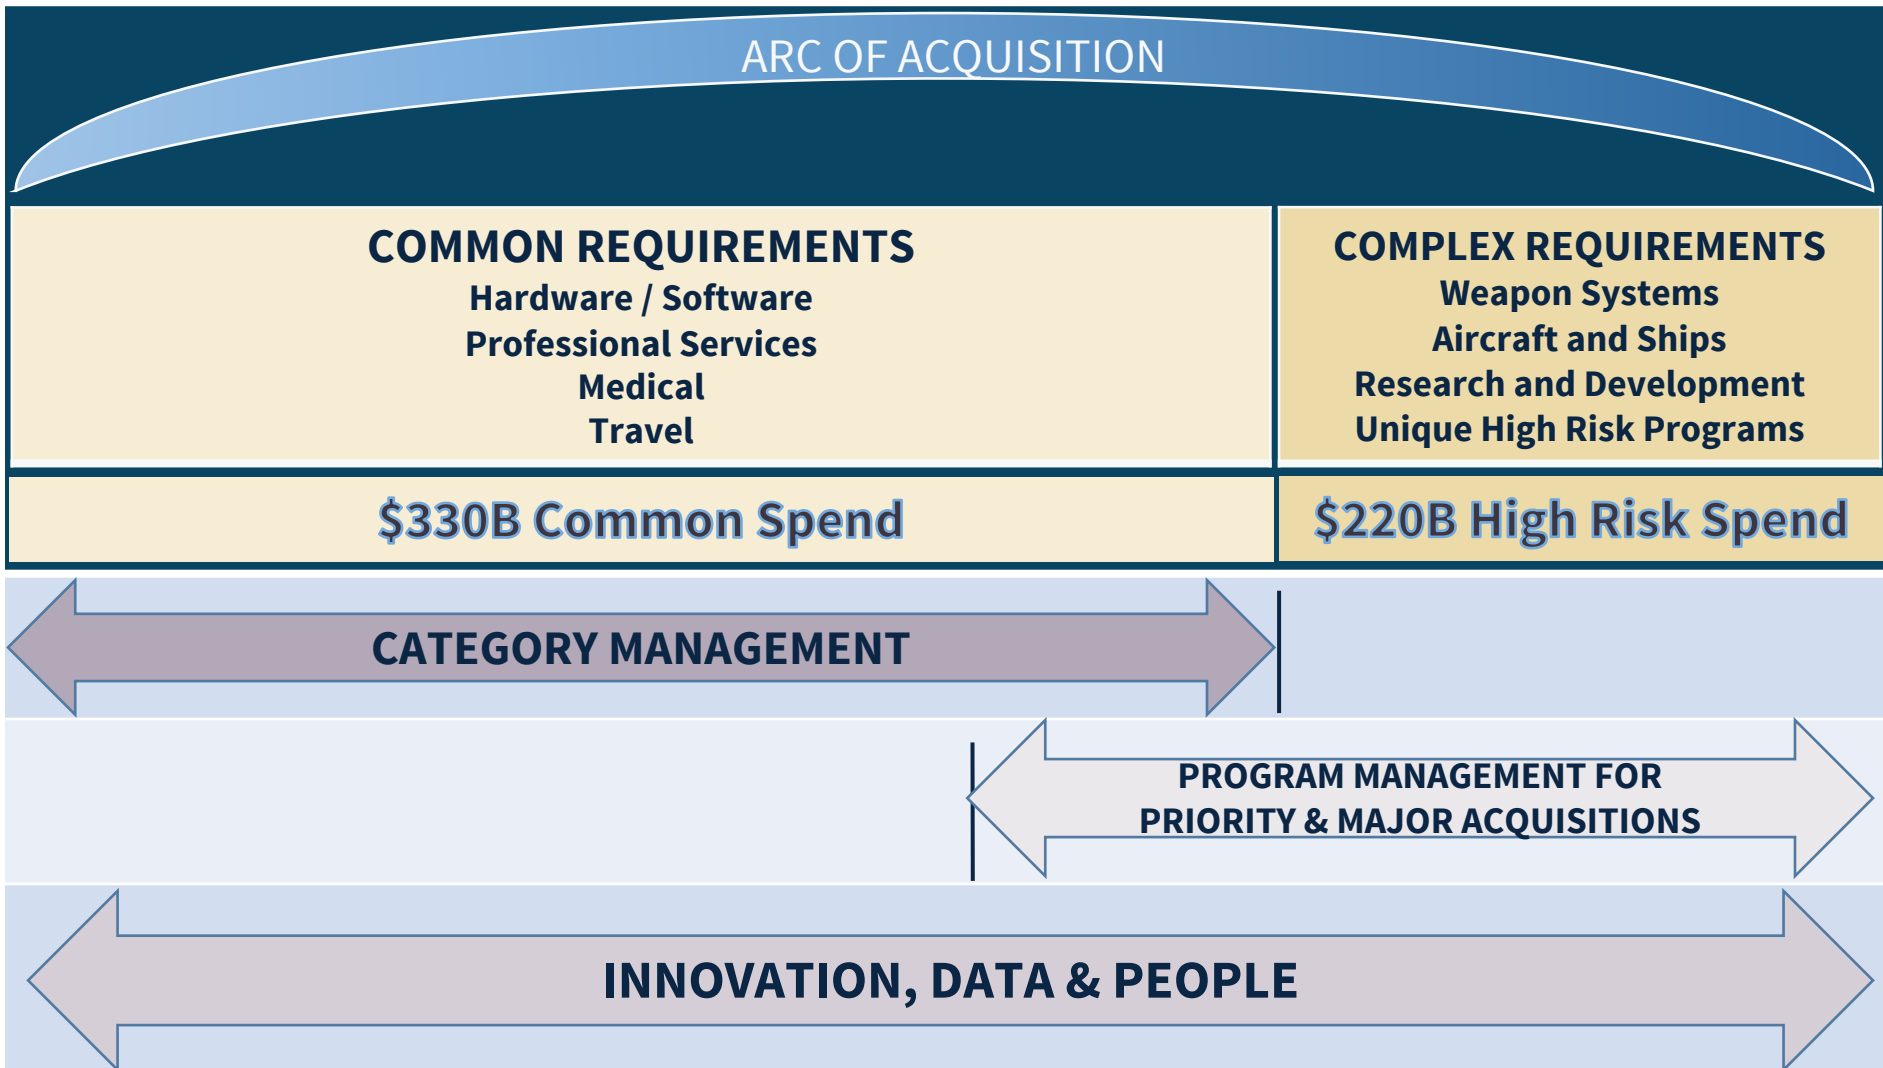 ARC OF ACQUISITION
COMMON REQUIREMENTS
Hardware / Software
Professional Services
Medical
Travel
COMPLEX REQUIREMENTS
Weapon Systems
Aircraft and Ships
Research and Development
Unique High Risk Programs
$330B Common Spend
$220B High Risk Spend
CATEGORY MANAGEMENT
PROGRAM MANAGEMENT FOR
PRIORITY & MAJOR ACQUISITIONS
INNOVATION, DATA & PEOPLE